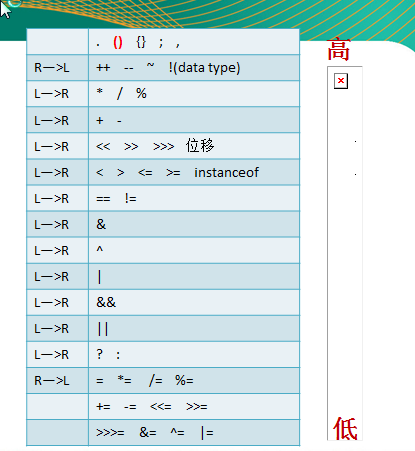 . () {} ; ,
高
R—>L ++ -- ~ !(data type)
L—>R * / %
L—>R + -
L—>R << >> >>> 位移
L—>R < > <= >= instanceof
L—>R == !=
L—>R &
L—>R ^
L—>R |
L—>R &&
L—>R ||
L—>R ? :
R—>L = *= /= %=
+= -= <<= >>=
>>>= &= ^= |=
低